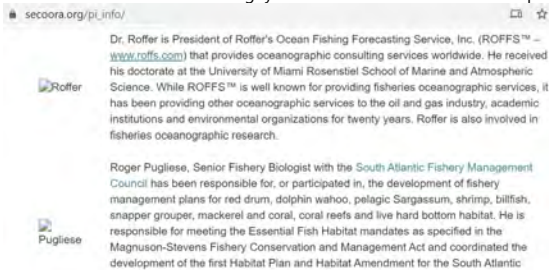 secoora.org/pi_info/
Dr. Roffer is President of Roffer's Ocean Fishing Forecasting Service, Inc. (ROFFS™ –
www.roffs.com) that provides oceanographic consulting services worldwide. He received
his doctorate at the University of Miami Rosenstiel School of Marine and Atmospheric
Roffer
Science. While ROFFS™ is well known for providing fisheries oceanographic services, it
has been providing other oceanographic services to the oil and gas industry, academic
institutions and environmental organizations for twenty years. Roffer is also involved in
fisheries oceanographic research.
Roger Pugliese, Senior Fishery Biologist with the South Atlantic Fishery Management
Council has been responsible for, or participated in, the development of fishery
management plans for red drum, dolphin wahoo, pelagic Sargassum, shrimp, billfish,
snapper grouper, mackerel and coral, coral reefs and live hard bottom habitat. He is
Pugliese
responsible for meeting the Essential Fish Habitat mandates as specified in the
Magnuson-Stevens Fishery Conservation and Management Act and coordinated the
development of the first Habitat Plan and Habitat Amendment for the South Atlantic